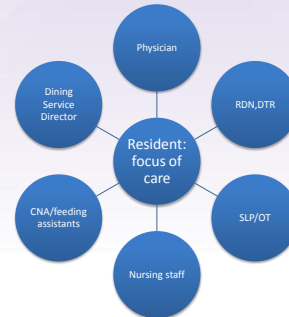 Physician
Dining
Service
Director
RDN,DTR
Resident:
focus of
care
CNA/feeding
assistants
SLP/OT
Nursing staff